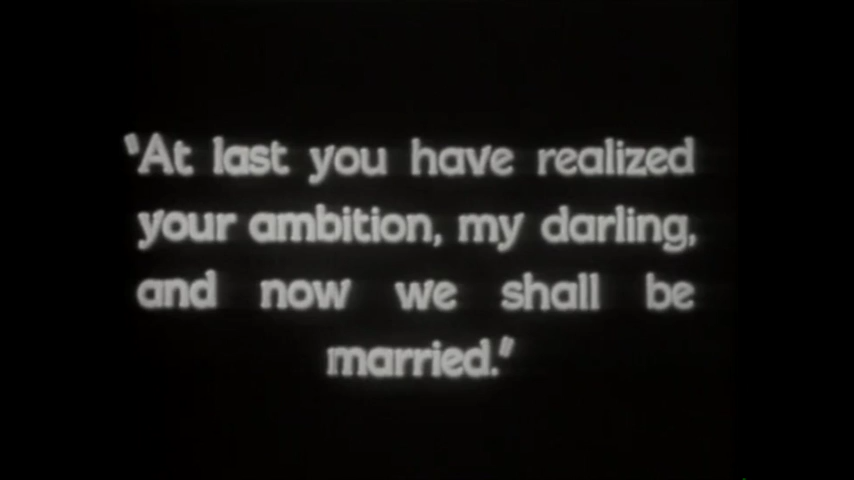 "At last you have realized
your ambition, my darling,
and now we shall be
married."